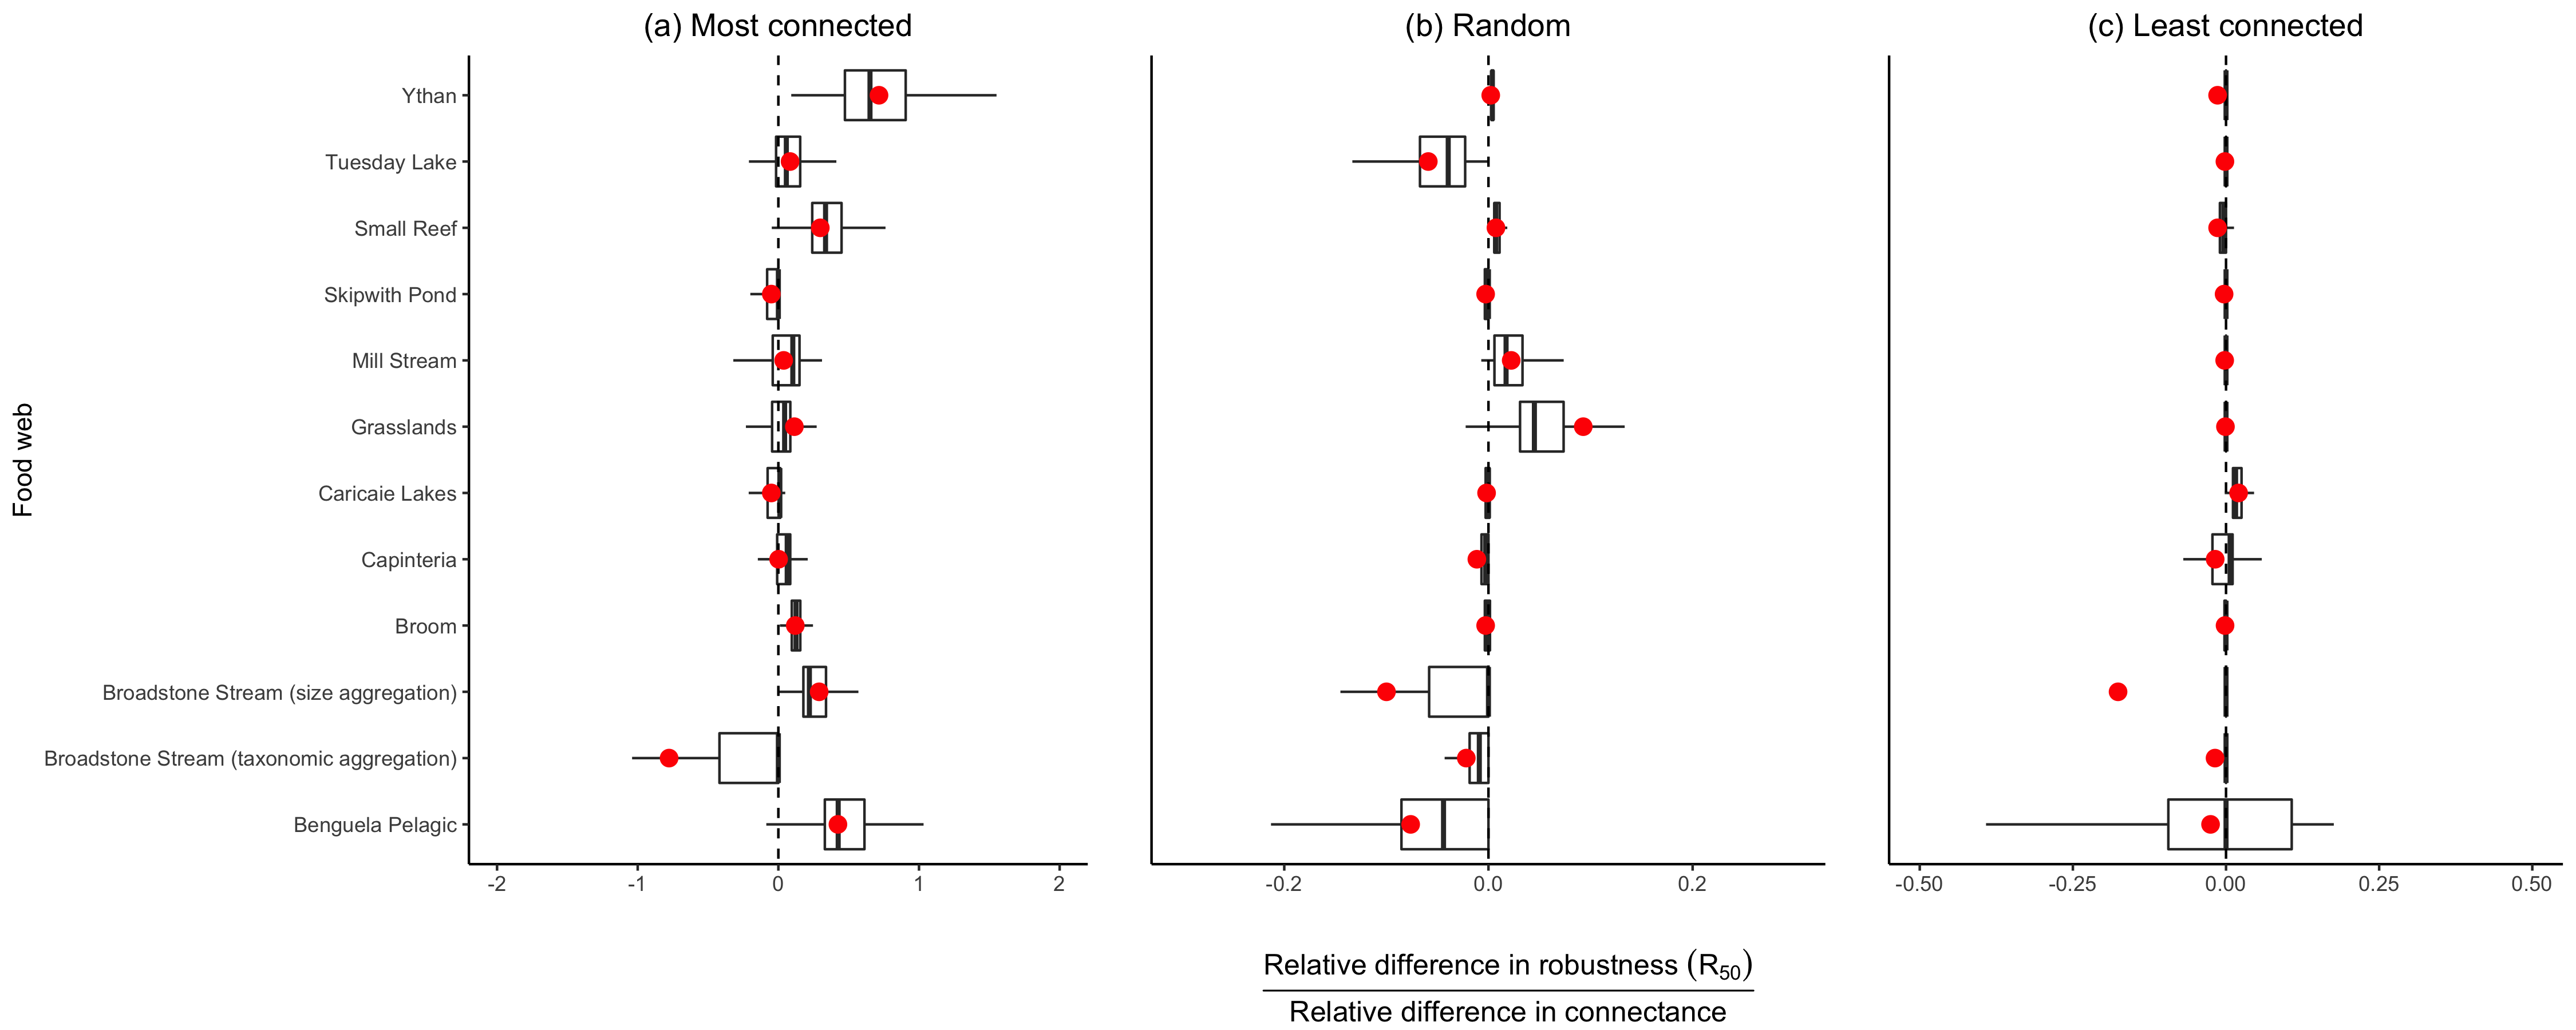 (a) Most connected
(b) Random
(c) Least connected
Food web
Ythan
Tuesday Lake
Small Reef
Skipwith Pond
Mill Stream
Grasslands
Caricaie Lakes
Capinteria
Broom
Broadstone Stream (size aggregation)
Broadstone Stream (taxonomic aggregation)
Benguela Pelagic
-2 -1 0 1 2
-0.2 0.0 0.2
-0.50 -0.25 0.00 0.25 0.50
Relative difference in robustness (R50)
Relative difference in connectance